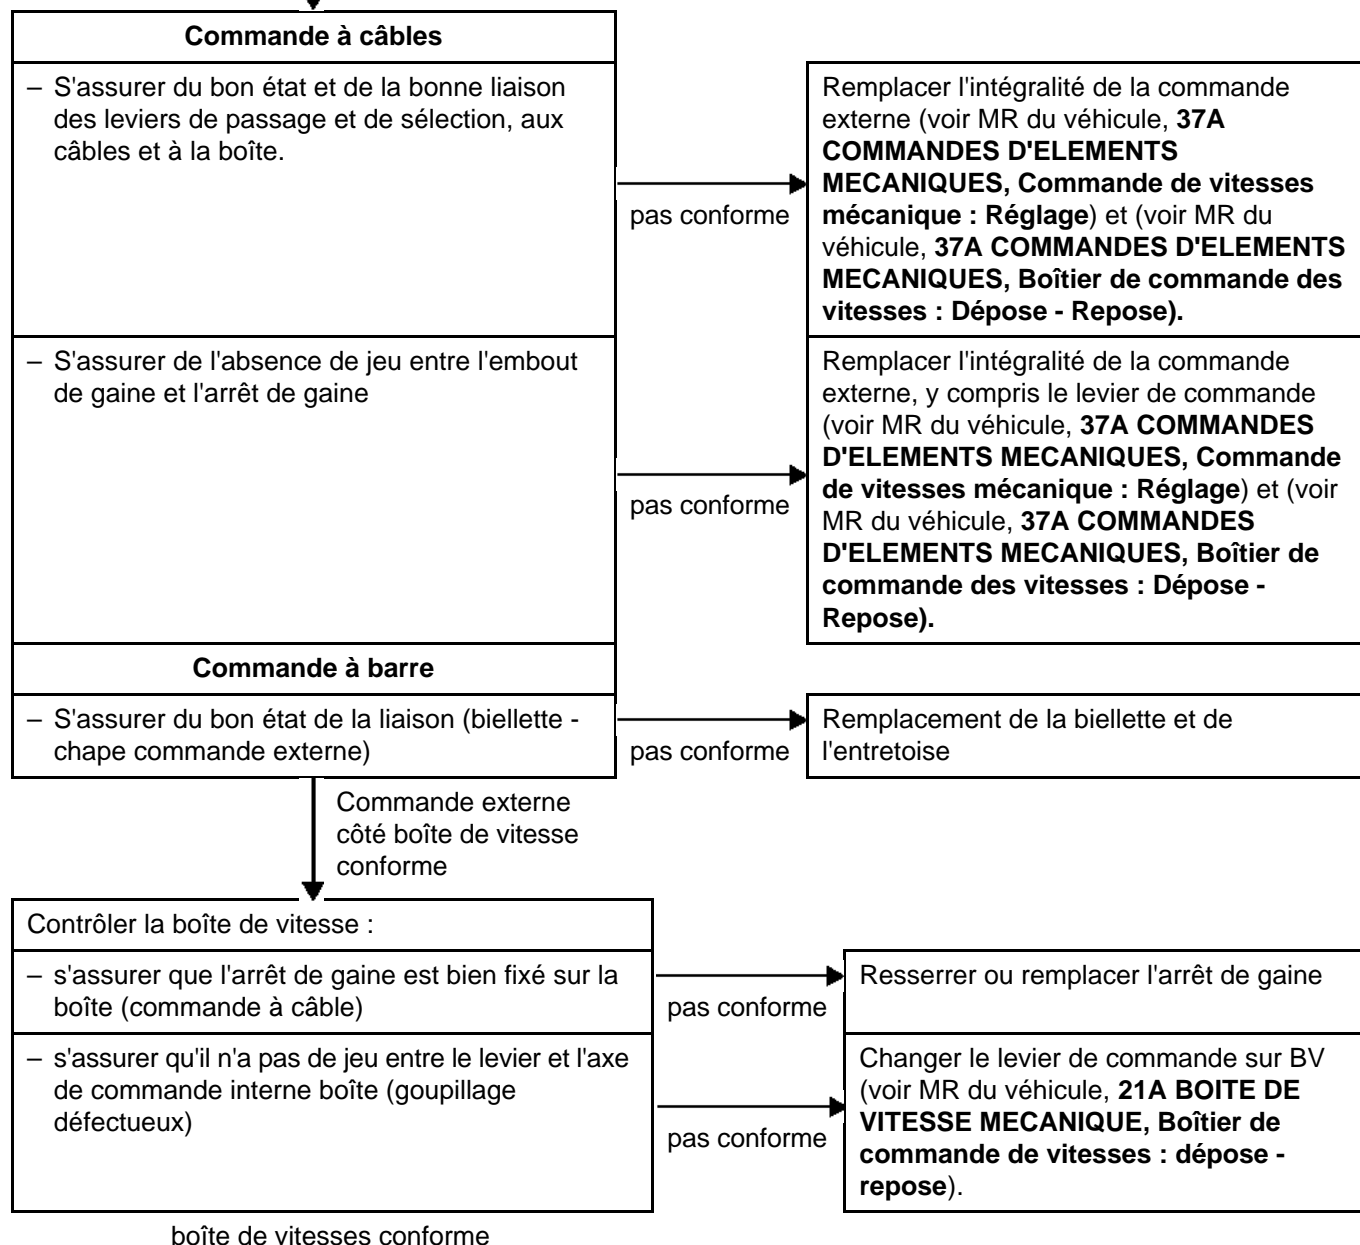 Commande à câbles
– S'assurer du bon état et de la bonne liaison
des leviers de passage et de sélection, aux
câbles et à la boîte.
pas conforme
Remplacer l'intégralité de la commande
externe (voir MR du véhicule, 37A
COMMANDES D'ELEMENTS
MECANIQUES, Commande de vitesses
mécanique : Réglage) et (voir MR du
véhicule, 37A COMMANDES D'ELEMENTS
MECANIQUES, Boîtier de commande des
vitesses : Dépose - Repose).
– S'assurer de l'absence de jeu entre l'embout
de gaine et l'arrêt de gaine
pas conforme
Remplacer l'intégralité de la commande
externe, y compris le levier de commande
(voir MR du véhicule, 37A COMMANDES
D'ELEMENTS MECANIQUES, Commande
de vitesses mécanique : Réglage) et (voir
MR du véhicule, 37A COMMANDES
D'ELEMENTS MECANIQUES, Boîtier de
commande des vitesses : Dépose -
Repose).
Commande à barre
– S'assurer du bon état de la liaison (biellette -
chape commande externe)
pas conforme
Remplacement de la biellette et de
l'entretoise
Commande externe
côté boîte de vitesse
conforme
Contrôler la boîte de vitesse :
– s'assurer que l'arrêt de gaine est bien fixé sur la
boîte (commande à câble)
pas conforme
Resserrer ou remplacer l'arrêt de gaine
– s'assurer qu'il n'a pas de jeu entre le levier et l'axe
de commande interne boîte (goupillage
défectueux)
pas conforme
Changer le levier de commande sur BV
(voir MR du véhicule, 21A BOITE DE
VITESSE MECANIQUE, Boîtier de
commande de vitesses : dépose -
repose).
boîte de vitesses conforme